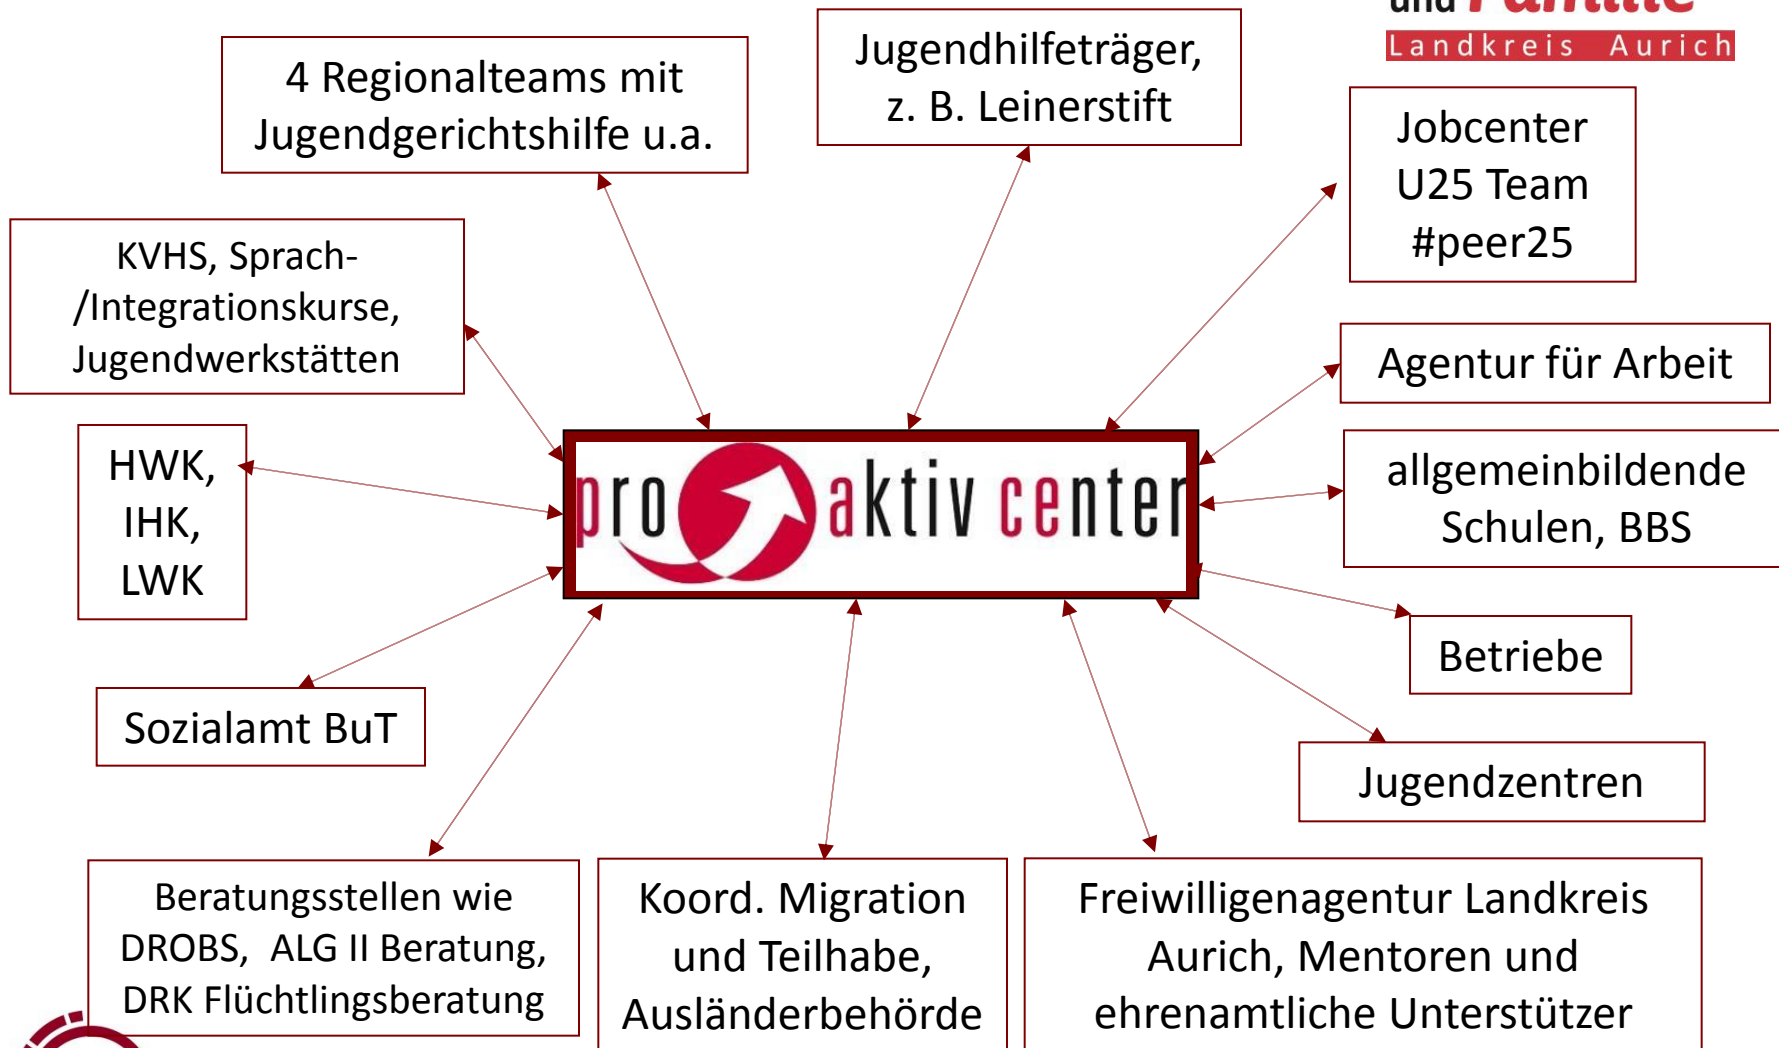 und Familie
Landkreis Aurich
4 Regionalteams mit
Jugendgerichtshilfe u.a.
Jugendhilfeträger,
z. B. Leinerstift
Jobcenter
U25 Team
#peer25
KVHS, Sprach-
/Integrationskurse,
Jugendwerkstätten
Agentur für Arbeit
HWK,
IHK,
LWK
pro aktiv center
allgemeinbildende
Schulen, BBS
Betriebe
Sozialamt BuT
Jugendzentren
Beratungsstellen wie
DROBS, ALG II Beratung,
DRK Flüchtlingsberatung
Koord. Migration
und Teilhabe,
Ausländerbehörde
Freiwilligenagentur Landkreis
Aurich, Mentoren und
ehrenamtliche Unterstützer